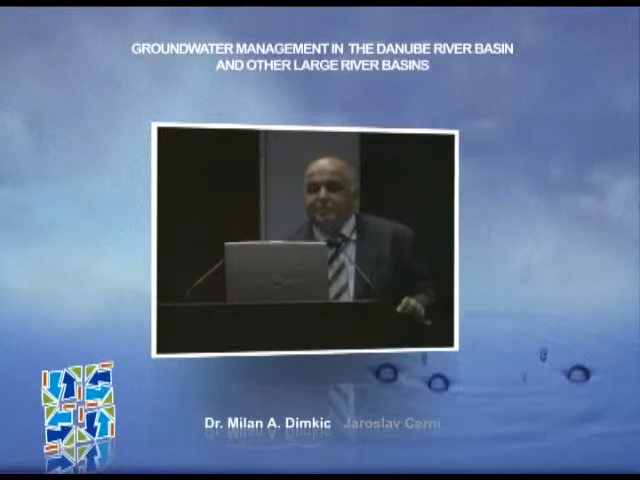 GROUNDWATER MANAGEMENT IN THE DANUBE RIVER BASIN
AND OTHER LARGE RIVER BASINS
Dr. Milan A. Dimkic Jaroslav Cerni